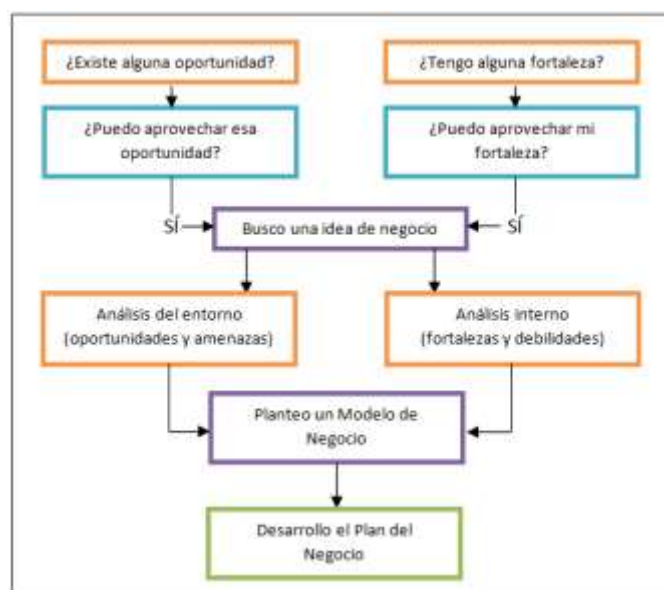 ¿Existe alguna oportunidad?
¿Tengo alguna fortaleza?
¿Puedo aprovechar esa
oportunidad?
¿Puedo aprovechar mi
fortaleza?
SÍ
Busco una idea de negocio
SÍ
Análisis del entorno
(oportunidades y amenazas)
Análisis interno
(fortalezas y debilidades)
Planteo un Modelo de
Negocio
Desarrollo el Plan del
Negocio